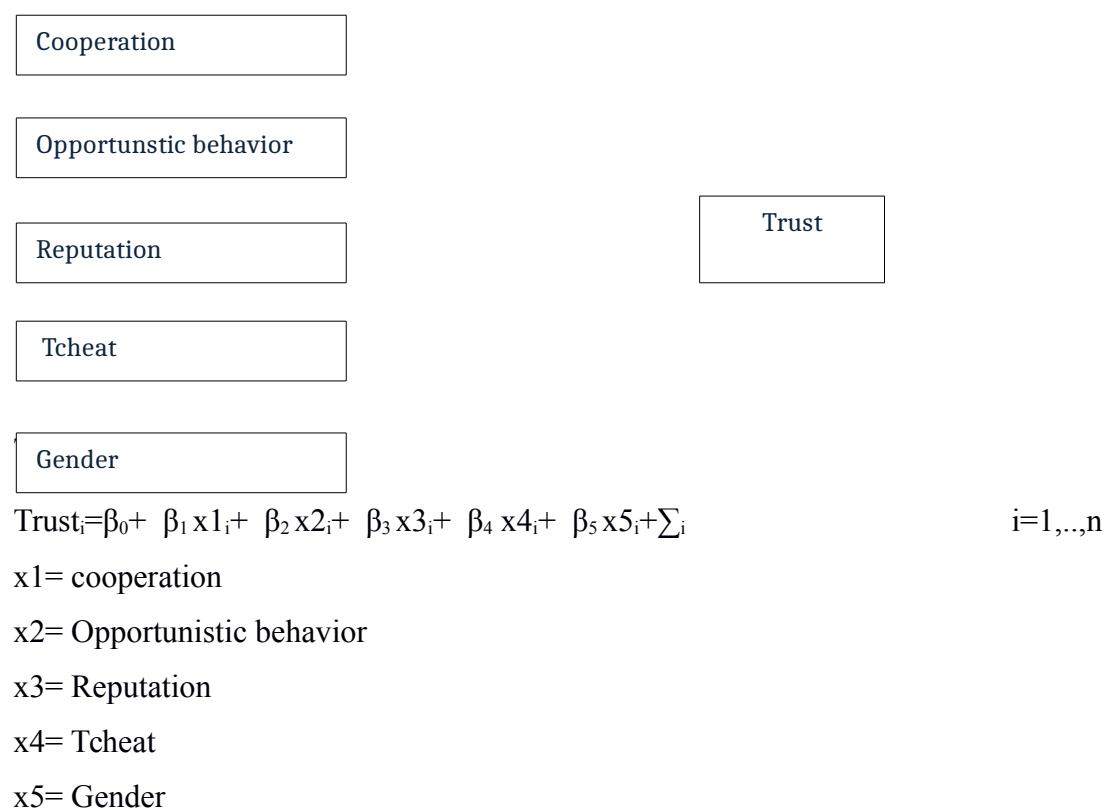 Cooperation
Opportunstic behavior
Trust
Reputation
Tcheat
Gender
Trustᵢ=β₀+ β₁ x1ᵢ+ β₂ x2ᵢ+ β₃ x3ᵢ+ β₄ x4ᵢ+ β₅ x5ᵢ+∑ᵢ i=1,..,n
x1= cooperation
x2= Opportunistic behavior
x3= Reputation
x4= Tcheat
x5= Gender